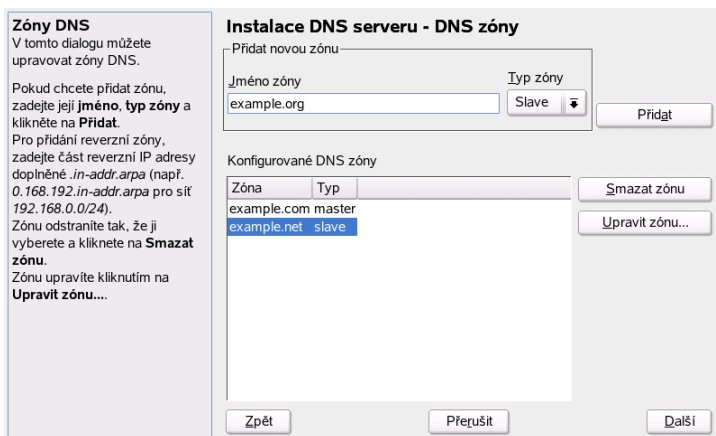 Zóny DNS
V tomto dialogu můžete
upravovat zóny DNS.
Pokud chcete přidat zónu,
zadejte její jméno, typ zóny a
klikněte na Přidat.
Pro přidání reverzní zóny,
zadejte část reverzní IP adresy
doplněné .in-addr.arpa (např.
0.168.192.in-addr.arpa pro síť
192.168.0.0/24).
Zónu odstraníte tak, že ji
vyberete a kliknete na Smazat
zónu.
Zónu upravíte kliknutím na
Upravit zónu....
Instalace DNS serveru - DNS zóny
Přidat novou zónu
Jméno zóny
Typ zóny
example.org
Slave
Přidat
Konfigurované DNS zóny
Zóna Typ
example.com master
example.net slave
Smazat zónu
Upravit zónu...
Zpět
Přerušit
Další